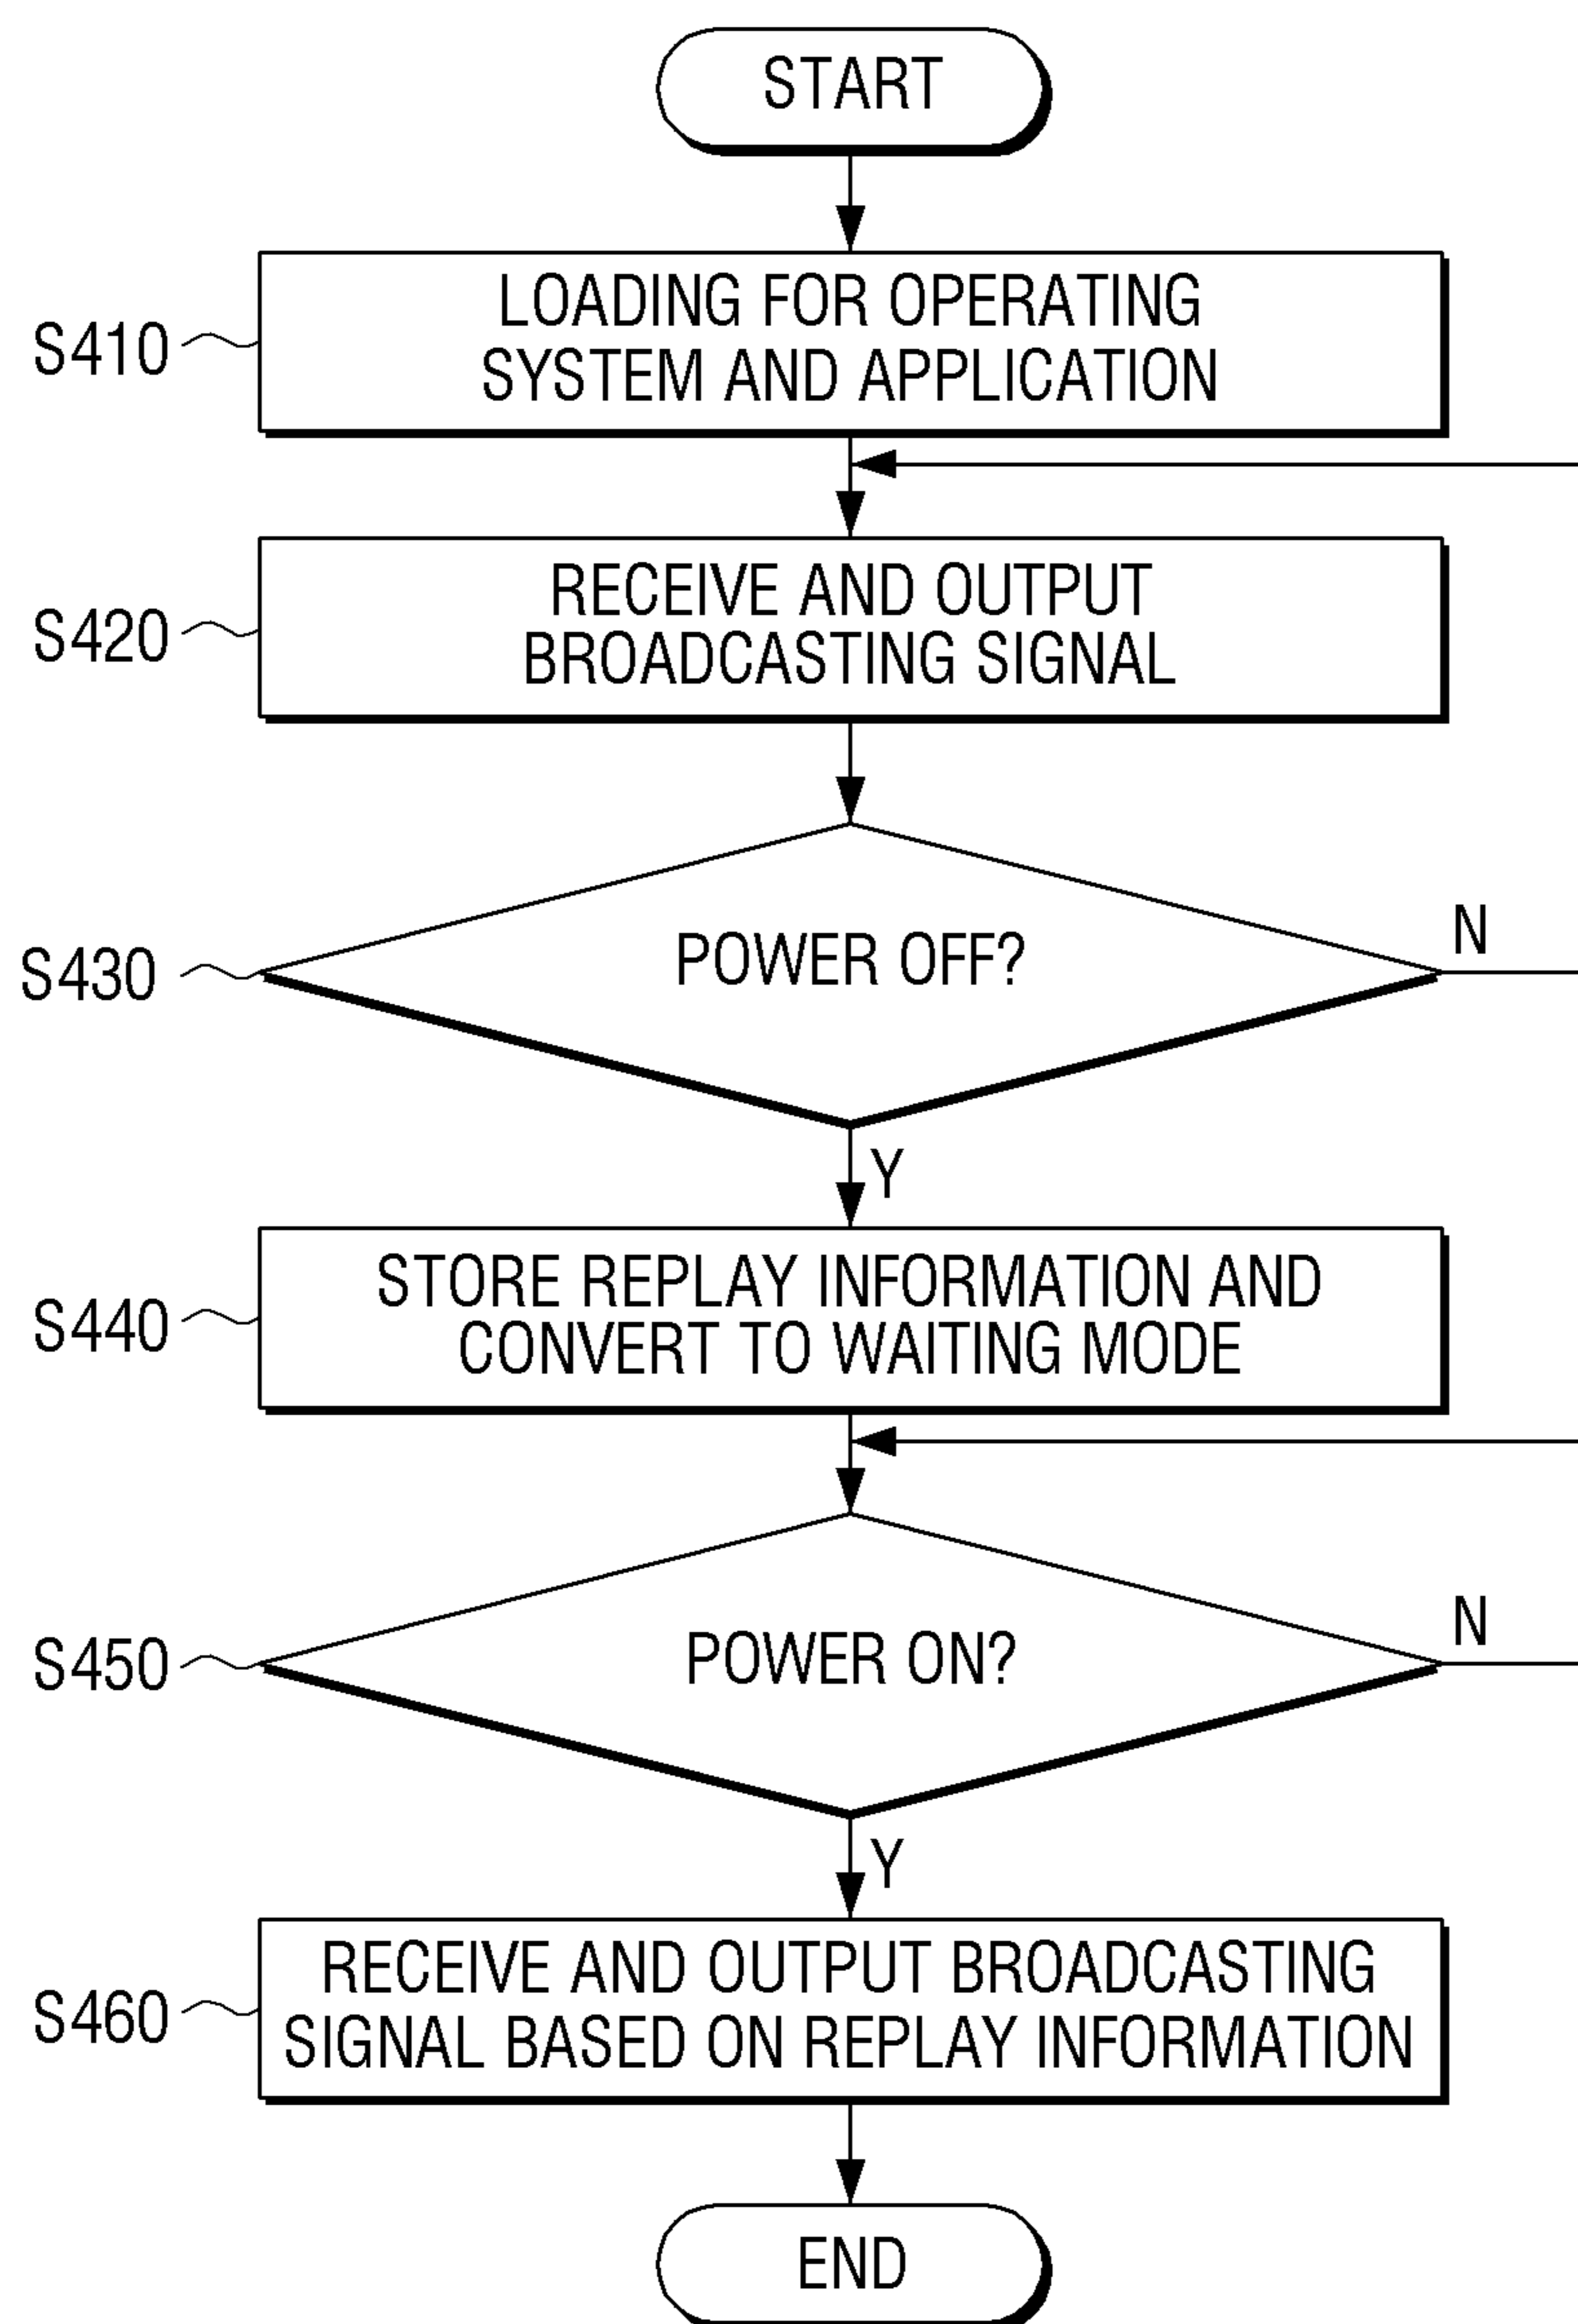 START
S410
LOADING FOR OPERATING
SYSTEM AND APPLICATION
S420
RECEIVE AND OUTPUT
BROADCASTING SIGNAL
S430
POWER OFF?
N
Y
S440
STORE REPLAY INFORMATION AND
CONVERT TO WAITING MODE
S450
POWER ON?
N
Y
S460
RECEIVE AND OUTPUT BROADCASTING
SIGNAL BASED ON REPLAY INFORMATION
END